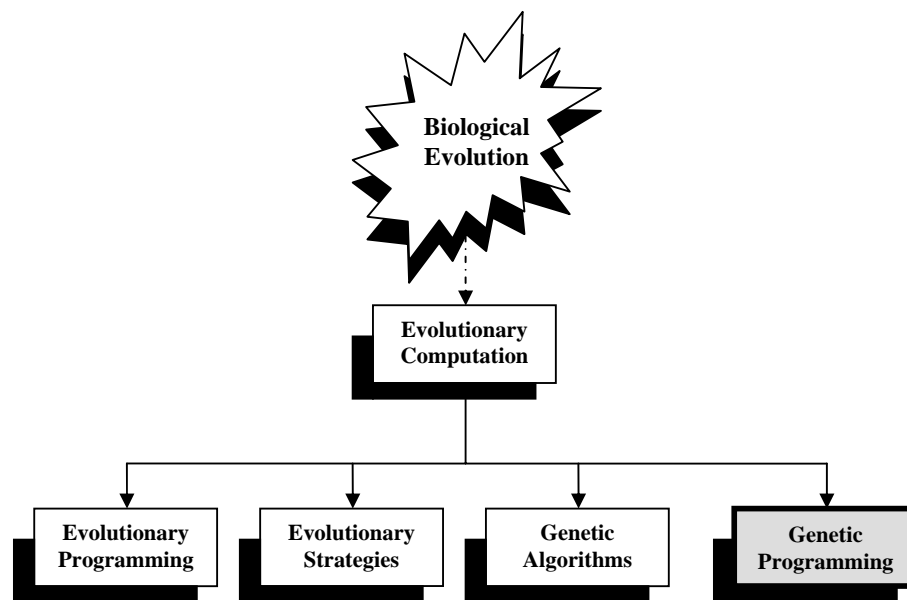 Biological
Evolution
Evolutionary
Computation
Evolutionary
Programming
Evolutionary
Strategies
Genetic
Algorithms
Genetic
Programming